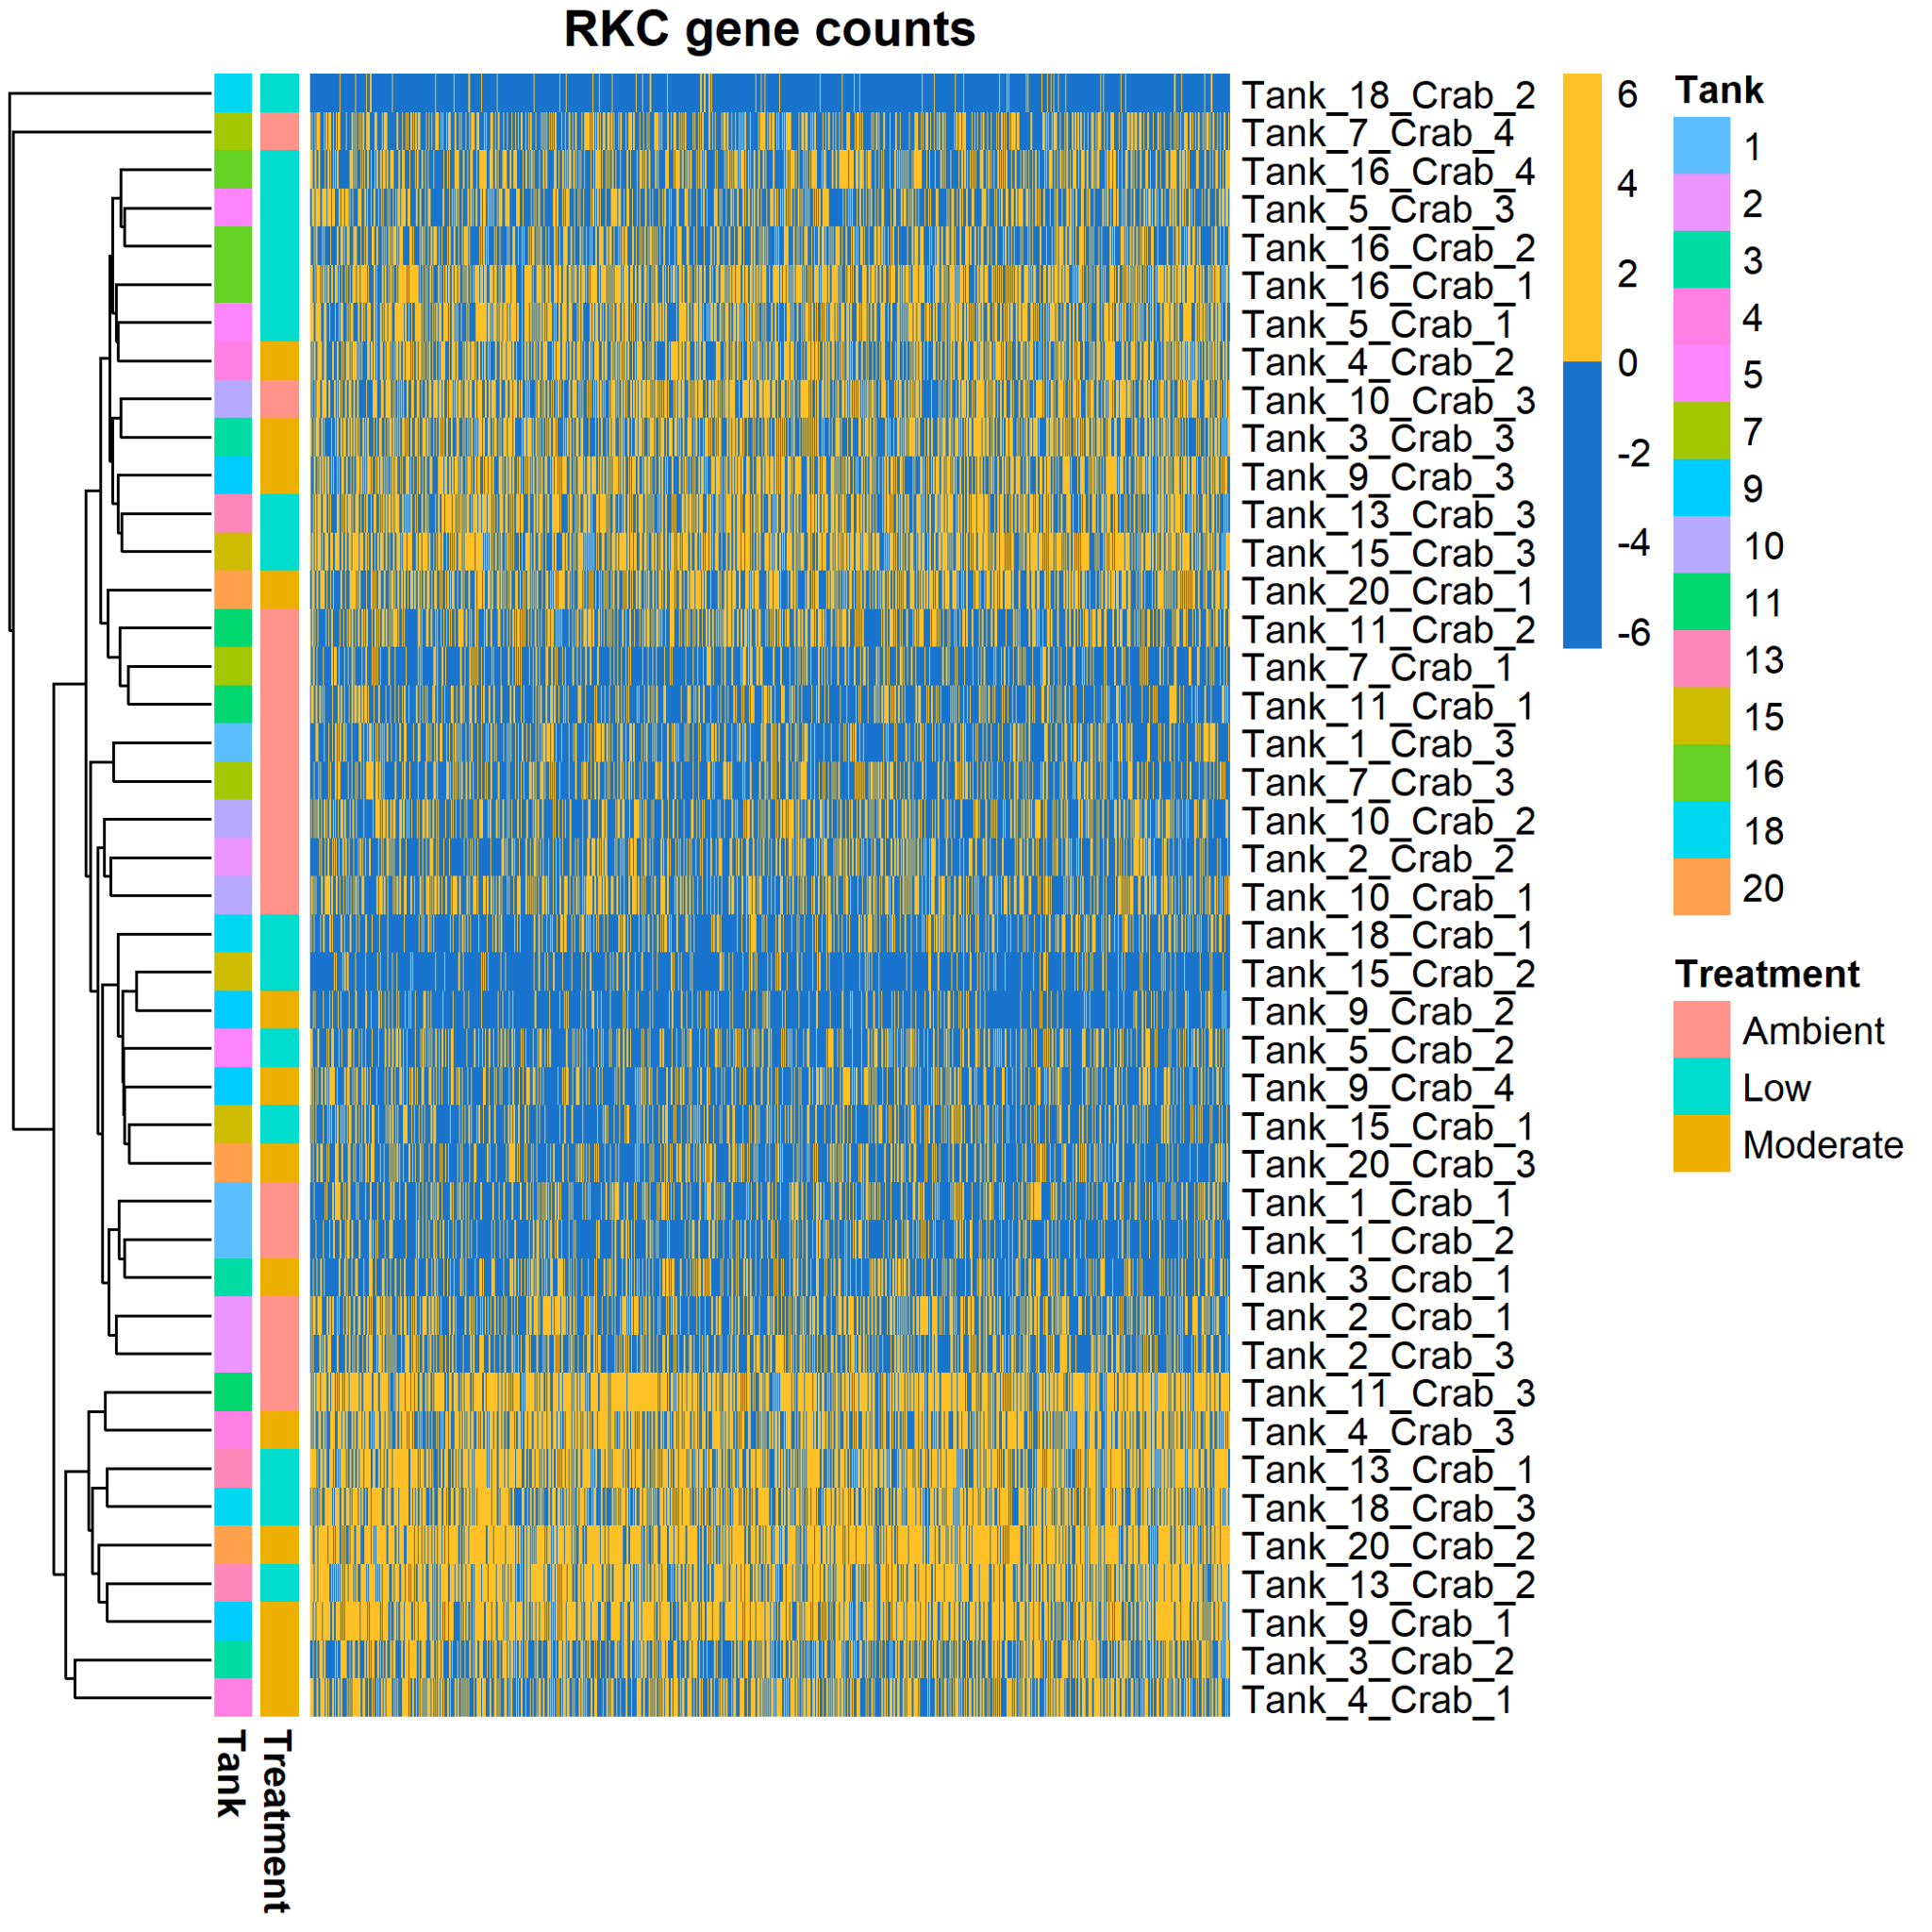 RKC gene counts
Tank_18_Crab_2
Tank_7_Crab_4
Tank_16_Crab_4
Tank_5_Crab_3
Tank_16_Crab_2
Tank_16_Crab_1
Tank_5_Crab_1
Tank_4_Crab_2
Tank_10_Crab_3
Tank_3_Crab_3
Tank_9_Crab_3
Tank_13_Crab_3
Tank_15_Crab_3
Tank_20_Crab_1
Tank_11_Crab_2
Tank_7_Crab_1
Tank_11_Crab_1
Tank_1_Crab_3
Tank_7_Crab_3
Tank_10_Crab_2
Tank_2_Crab_2
Tank_10_Crab_1
Tank_18_Crab_1
Tank_15_Crab_2
Tank_9_Crab_2
Tank_5_Crab_2
Tank_9_Crab_4
Tank_15_Crab_1
Tank_20_Crab_3
Tank_1_Crab_1
Tank_1_Crab_2
Tank_3_Crab_1
Tank_2_Crab_1
Tank_2_Crab_3
Tank_11_Crab_3
Tank_4_Crab_3
Tank_13_Crab_1
Tank_18_Crab_3
Tank_20_Crab_2
Tank_13_Crab_2
Tank_9_Crab_1
Tank_3_Crab_2
Tank_4_Crab_1
6
4
2
0
-2
-4
-6
Tank
1
2
3
4
5
7
9
10
11
13
15
16
18
20
Treatment
Ambient
Low
Moderate
Tank
Treatment